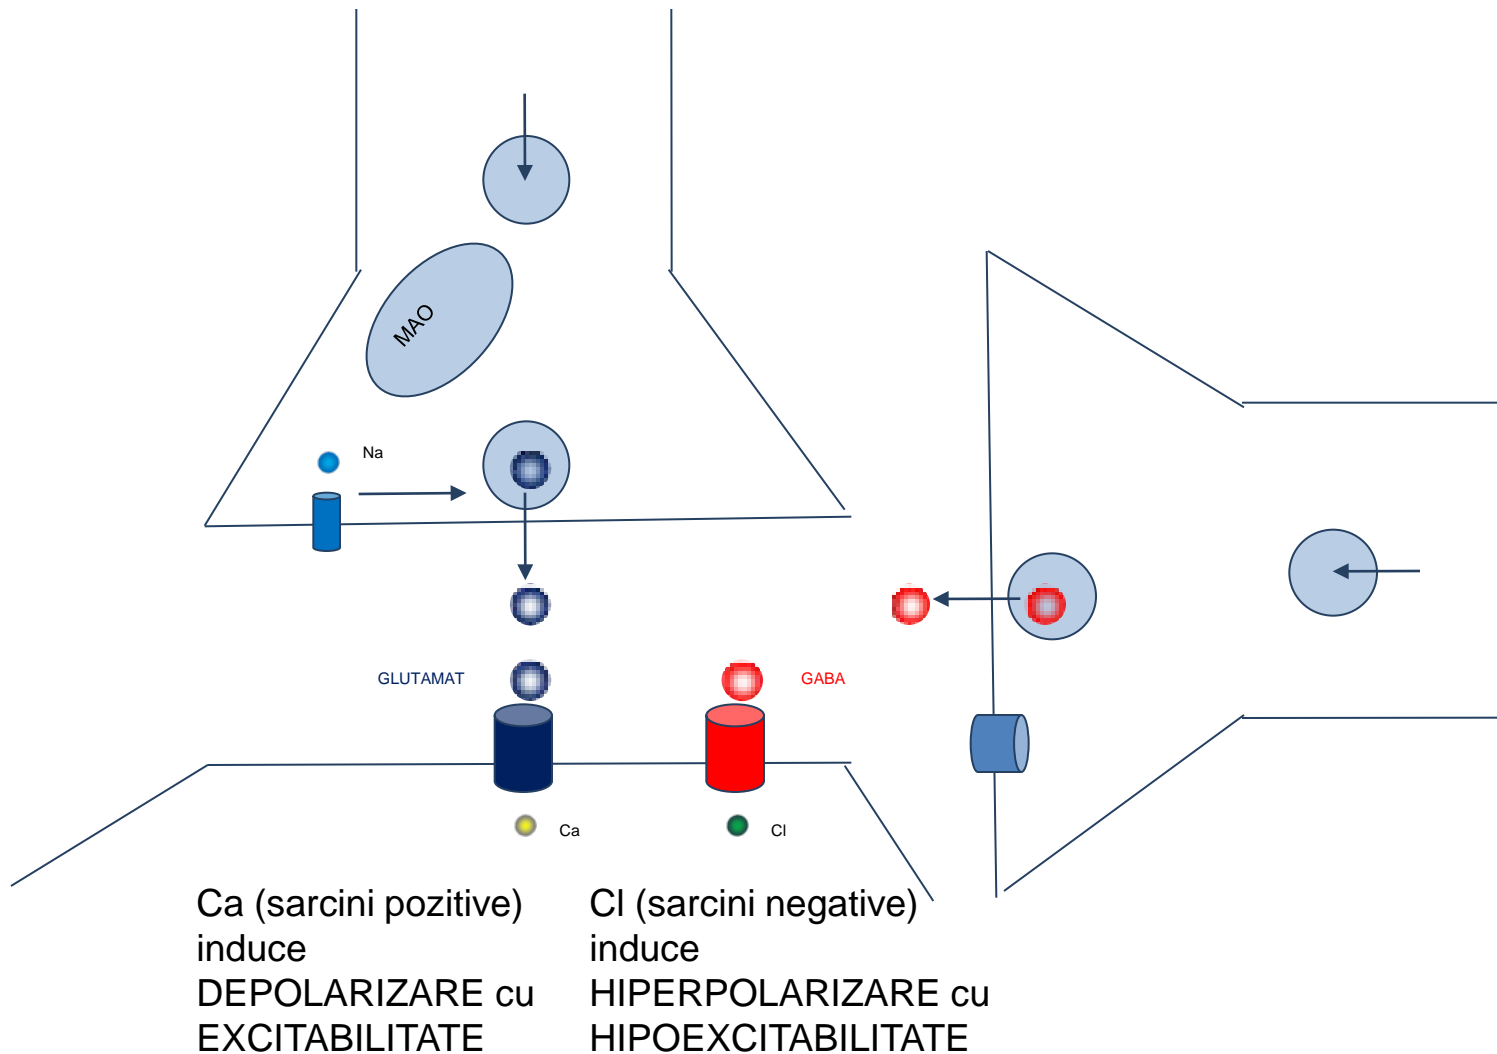 MAO
Na
GLUTAMAT
GABA
Ca
Cl
Ca (sarcini pozitive)
induce
DEPOLARIZARE cu
EXCITABILITATE
Cl (sarcini negative)
induce
HIPERPOLARIZARE cu
HIPOEXCITABILITATE